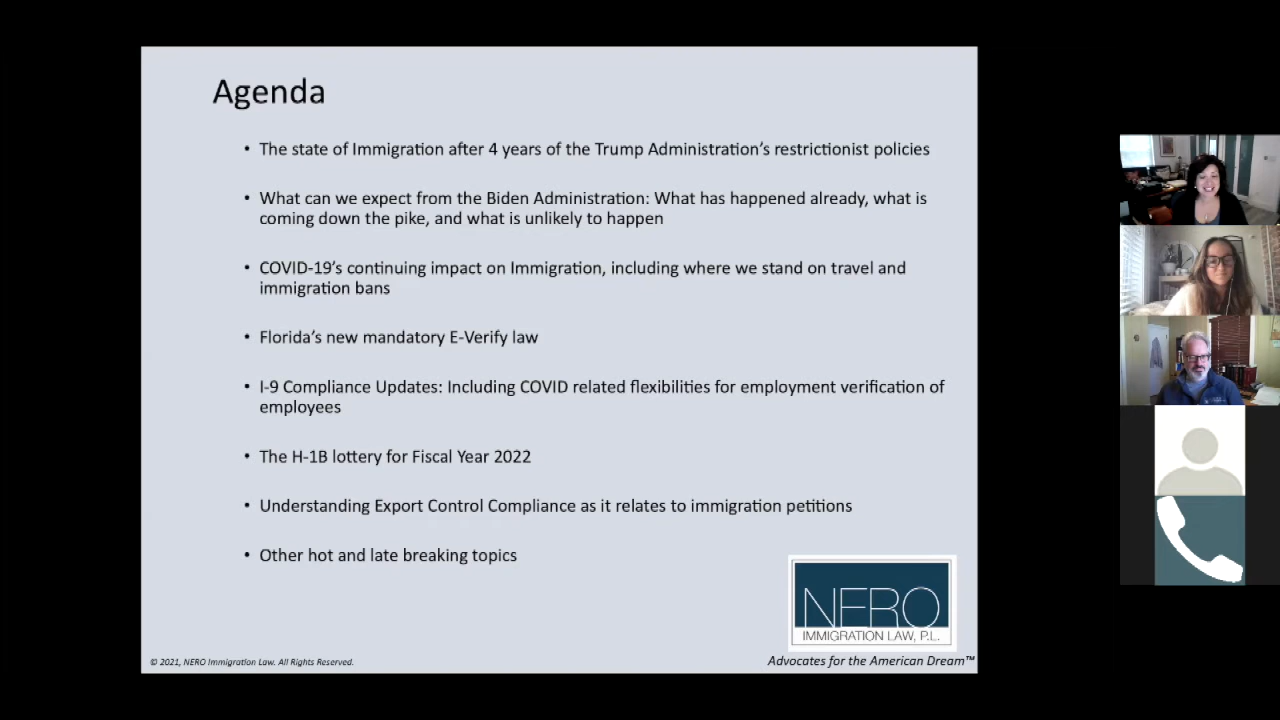 Agenda
• The state of Immigration after 4 years of the Trump Administration’s restrictionist policies
• What can we expect from the Biden Administration: What has happened already, what is
coming down the pike, and what is unlikely to happen
• COVID-19’s continuing impact on Immigration, including where we stand on travel and
immigration bans
• Florida’s new mandatory E-Verify law
• I-9 Compliance Updates: Including COVID related flexibilities for employment verification of
employees
• The H-1B lottery for Fiscal Year 2022
• Understanding Export Control Compliance as it relates to immigration petitions
• Other hot and late breaking topics
NERO
IMMIGRATION LAW, P.L.
© 2021, NERO Immigration Law. All Rights Reserved.
Advocates for the American Dream™